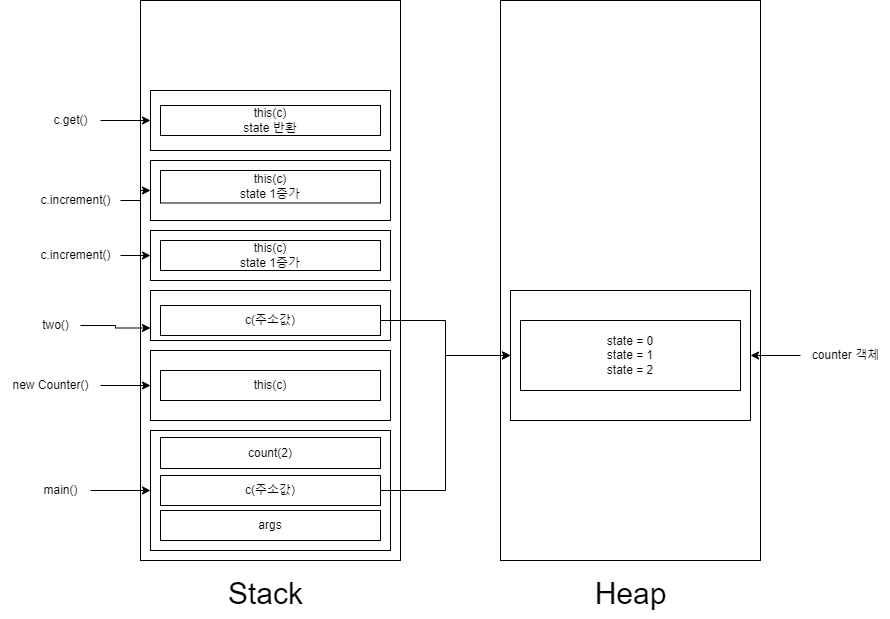 c.get()
this(c)
state 반환
c.increment()
this(c)
state 1증가
c.increment()
this(c)
state 1증가
two()
c(주소값)
new Counter()
this(c)
main()
count(2)
c(주소값)
args
Stack
state = 0
state = 1
state = 2
counter 객체
Heap